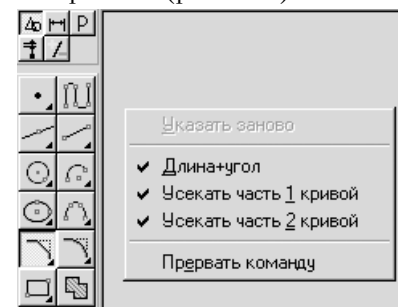 P
Указать заново
Длина+угол
Усекать часть 1 кривой
Усекать часть 2 кривой
Прервать команду